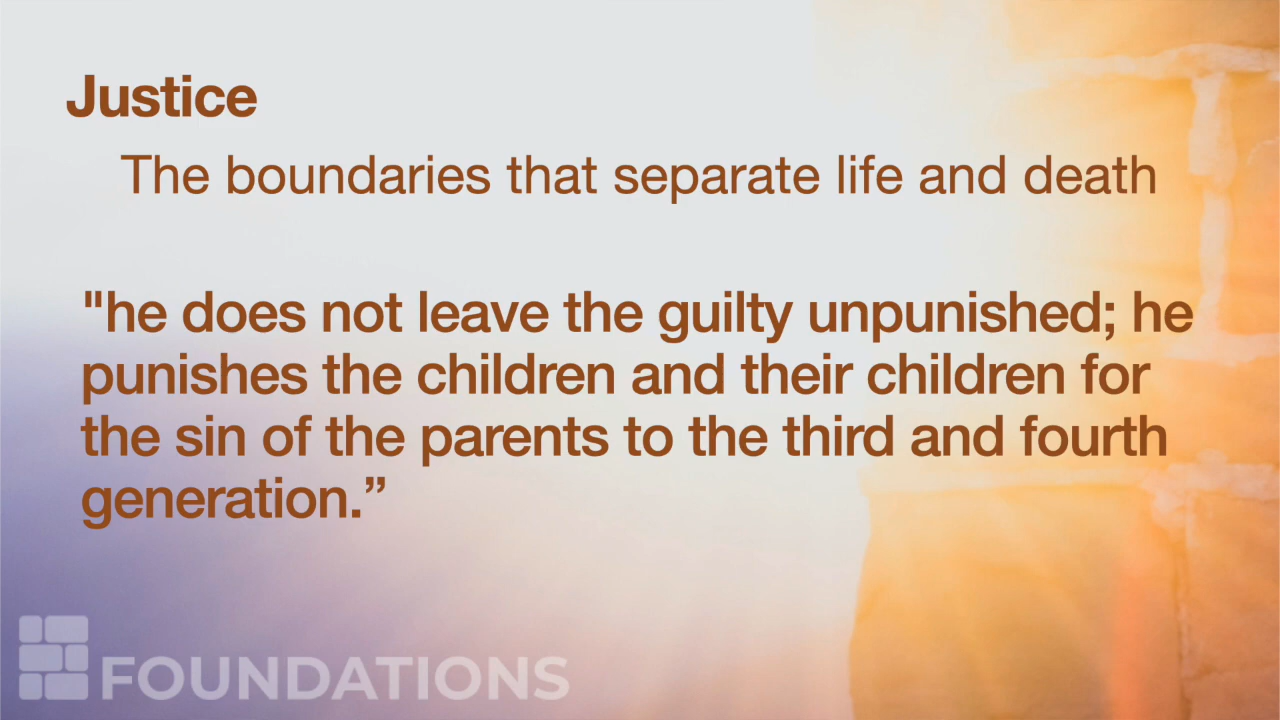 Justice
The boundaries that separate life and death
"he does not leave the guilty unpunished; he
punishes the children and their children for
the sin of the parents to the third and fourth
generation.”
FOUNDATIONS